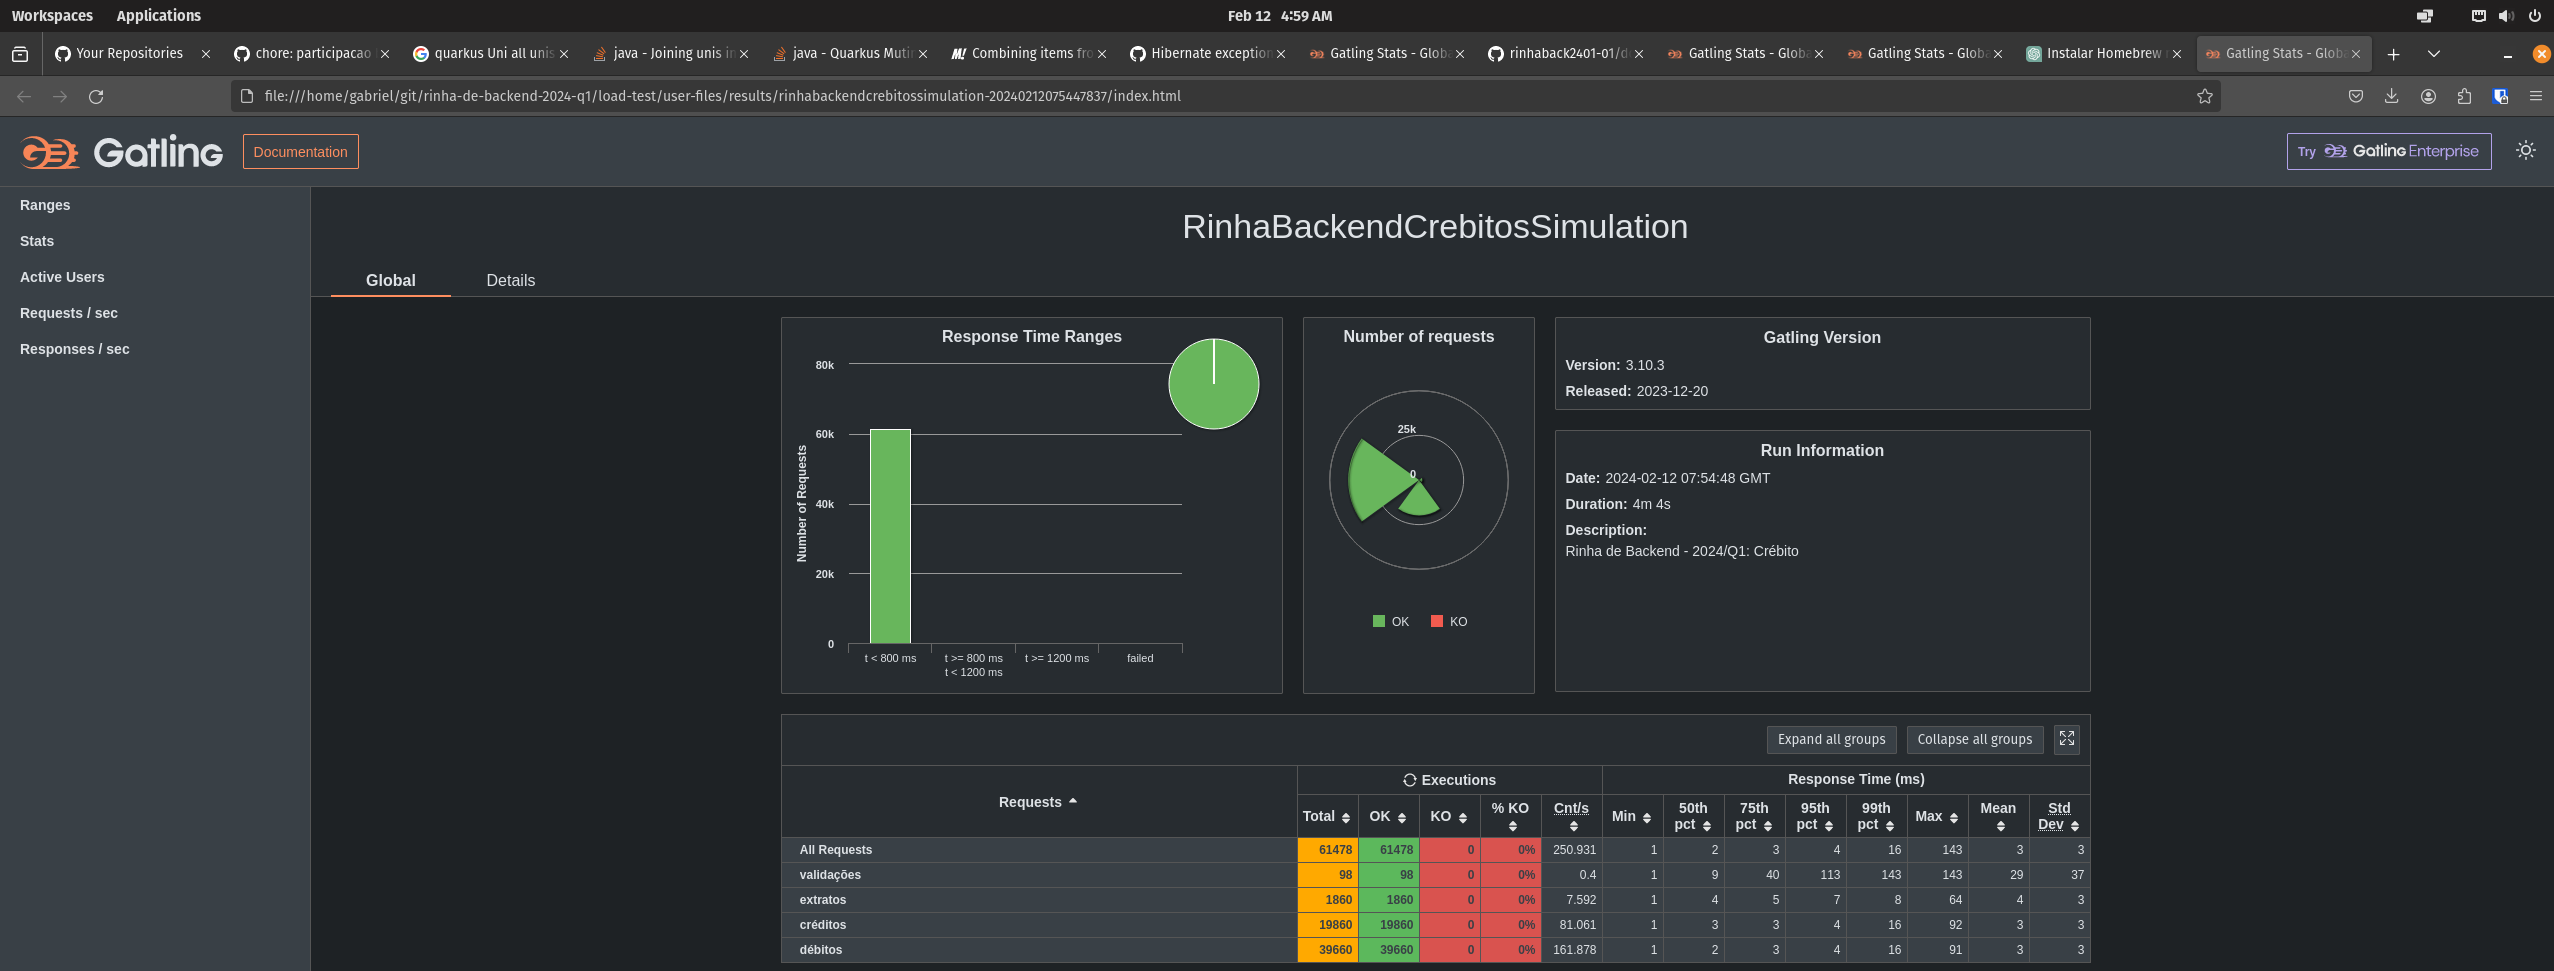 Workspaces Applications Feb 12 4:59 AM
Your Repositories chore: participacao quarkus Uni all unis java - Joining unis in java - Quarkus Mutin Combining items fro Hibernate exception Gatling Stats - Globa rinhaback2401-01/d Gatling Stats - Globa Gatling Stats - Globa Instalar Homebrew Gatling Stats - Globa
file:///home/gabriel/git/rinha-de-backend-2024-q1/load-test/user-files/results/rinhabackendcrebitossimulation-20240212075447837/index.html
Gatling Documentation Try Gatling Enterprise
Ranges
Stats
Active Users
Requests / sec
Responses / sec
RinhaBackendCrebitosSimulation
Global Details
Response Time Ranges
80k
60k
40k
20k
0
Number of Requests
t < 800 ms t >= 800 ms t >= 1200 ms failed
t < 1200 ms
Number of requests
25k
0
OK KO
Gatling Version
Version: 3.10.3
Released: 2023-12-20
Run Information
Date: 2024-02-12 07:54:48 GMT
Duration: 4m 4s
Description:
Rinha de Backend - 2024/Q1: Crébito
Expand all groups Collapse all groups
Requests Executions Response Time (ms)
Total OK KO % KO Cnt/s Min 50th pct 75th pct 95th pct 99th pct Max Mean Std Dev
All Requests 61478 61478 0 0% 250.931 1 2 3 4 16 143 3 3
validações 98 98 0 0% 0.4 1 9 40 113 143 143 29 37
extratos 1860 1860 0 0% 7.592 1 4 5 7 8 64 4 3
créditos 19860 19860 0 0% 81.061 1 3 3 4 16 92 3 3
débitos 39660 39660 0 0% 161.878 1 2 3 4 16 91 3 3